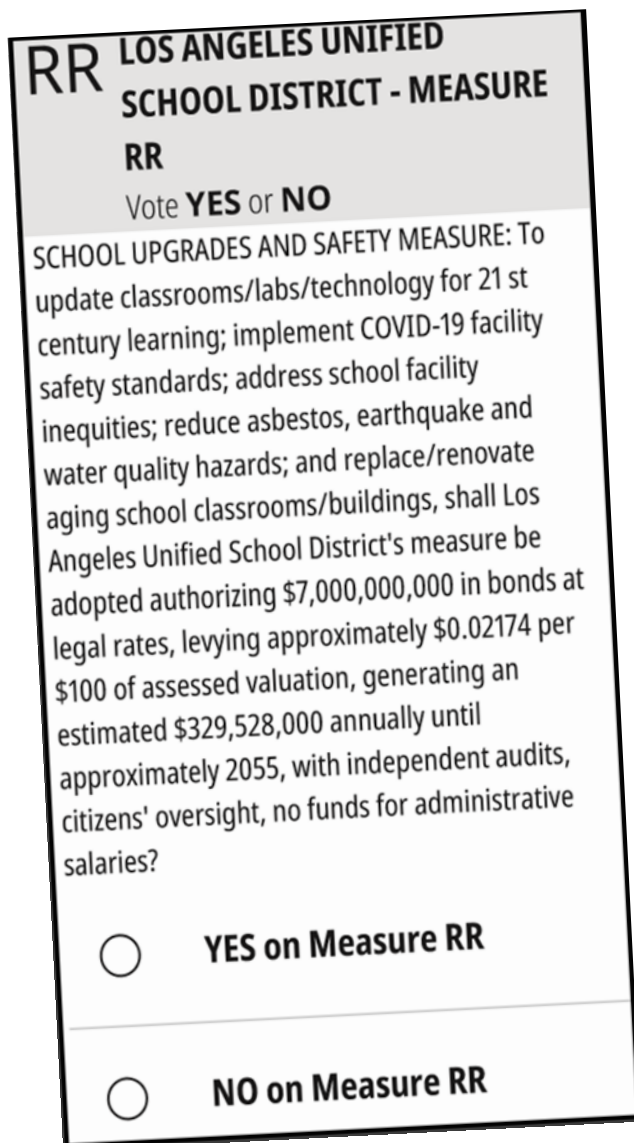 RR
LOS ANGELES UNIFIED
SCHOOL DISTRICT - MEASURE
RR
Vote YES or NO
SCHOOL UPGRADES AND SAFETY MEASURE: To
update classrooms/labs/technology for 21 st
century learning; implement COVID-19 facility
safety standards; address school facility
inequities; reduce asbestos, earthquake and
water quality hazards; and replace/renovate
aging school classrooms/buildings, shall Los
Angeles Unified School District's measure be
adopted authorizing $7,000,000,000 in bonds at
legal rates, levying approximately $0.02174 per
$100 of assessed valuation, generating an
estimated $329,528,000 annually until
approximately 2055, with independent audits,
citizens' oversight, no funds for administrative
salaries?
YES on Measure RR
NO on Measure RR